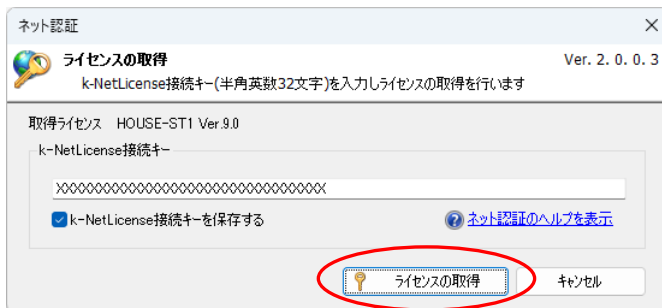 ネット認証
ライセンスの取得
Ver. 2. 0. 0. 3
k-NetLicense接続キー(半角英数32文字)を入力しライセンスの取得を行います
取得ライセンス HOUSE-ST1 Ver.9.0
k-NetLicense接続キー
XXXXXXXXXXXXXXXXXXXXXXXXXXXXXXXX
k-NetLicense接続キーを保存する
ネット認証のヘルプを表示
ライセンスの取得
キャンセル